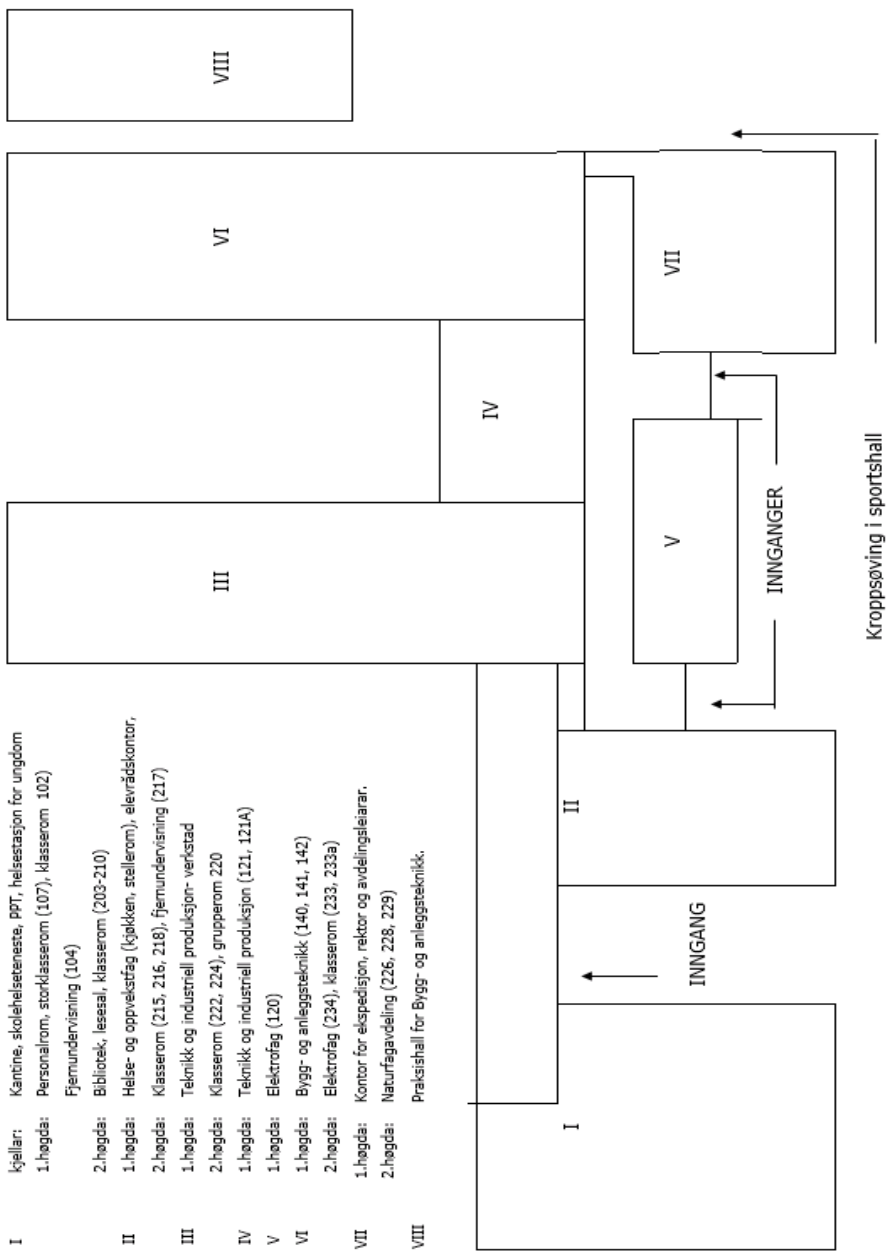 I kjellar: Kantine, skolehelseteneste, PPT, helsestasjon for ungdom
1.høgda: Personalrom, storklasserom (107), klasserom 102)
Fjernundervisning (104)
2.høgda: Bibliotek, lesesal, klasserom (203-210)
II 1.høgda: Helse- og oppvekstfag (kjøkken, stellerom), elevrådskontor,
2.høgda: Klasserom (215, 216, 218), fjernundervisning (217)
III 1.høgda: Teknikk og industriell produksjon- verkstad
2.høgda: Klasserom (222, 224), grupperom 220
IV 1.høgda: Teknikk og industriell produksjon (121, 121A)
V 1.høgda: Elektrofag (120)
VI 1.høgda: Bygg- og anleggsteknikk (140, 141, 142)
2.høgda: Elektrofag (234), klasserom (233, 233a)
VII 1.høgda: Kontor for ekspedisjon, rektor og avdelingsleiarar.
2.høgda: Naturfagavdeling (226, 228, 229)
VIII Praksishall for Bygg- og anleggsteknikk.
III
VI
VIII
IV
I
II
V
VII
INNGANG
INNGANGER
Kroppsøving i sportshall